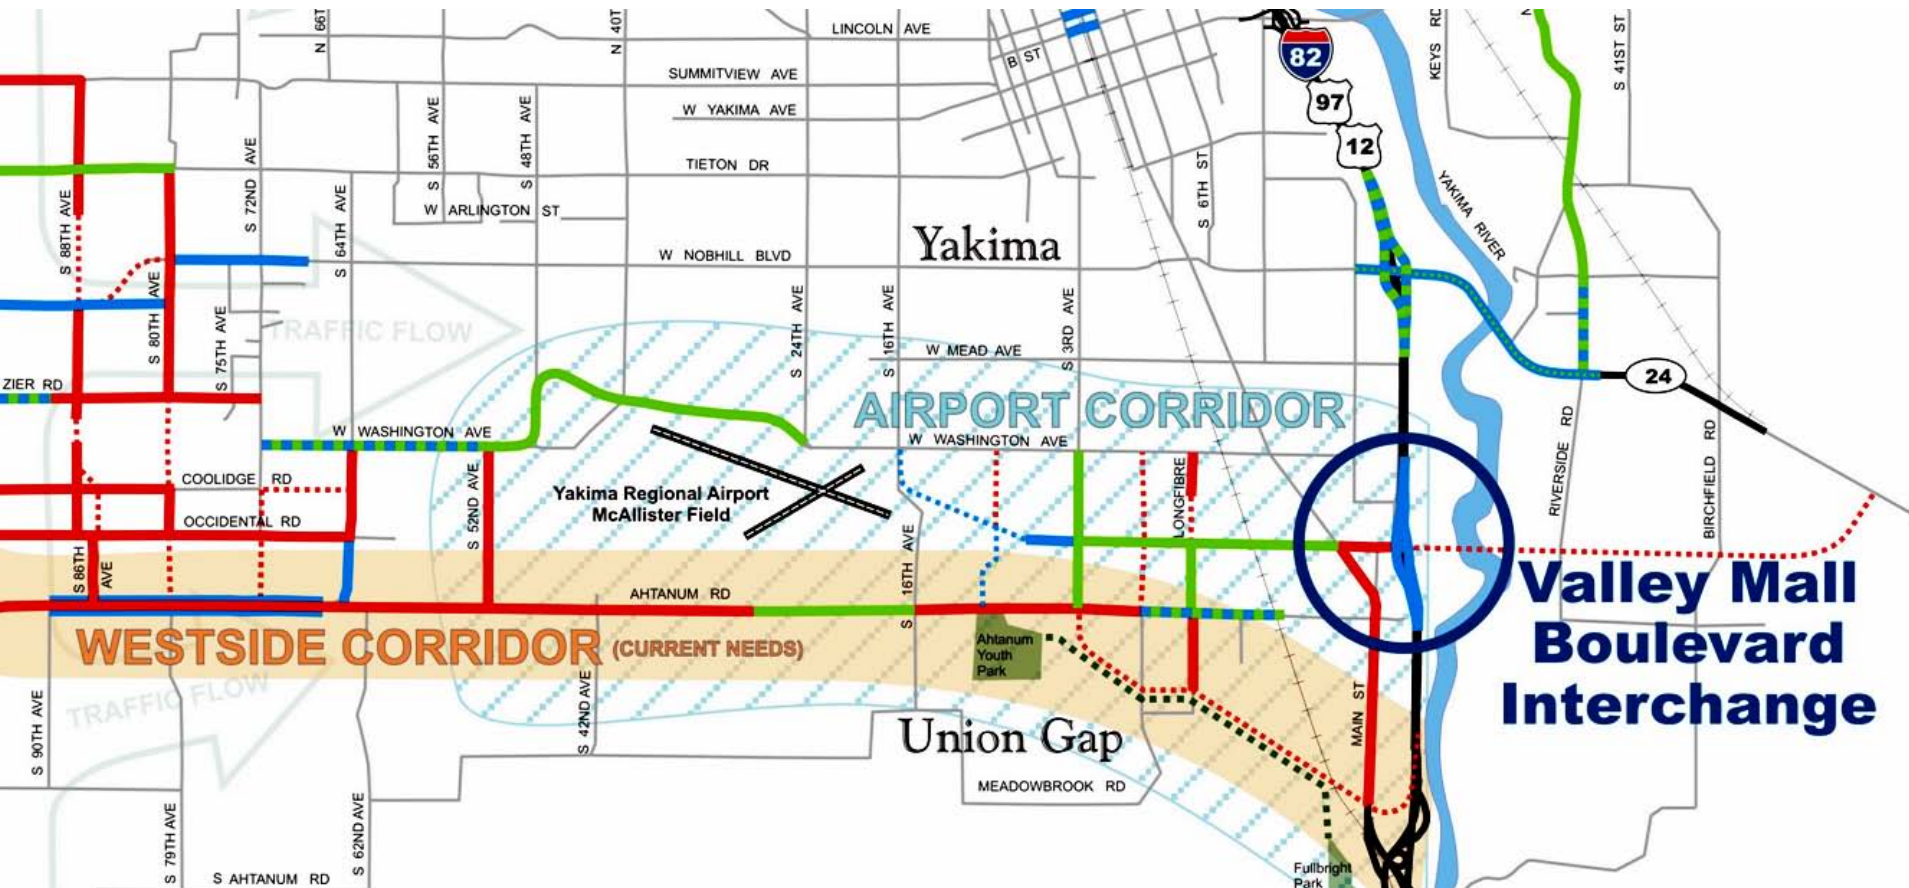 N 66T
N 40T
LINCOLN AVE
SUMMITVIEW AVE
W YAKIMA AVE
B ST
82
97
12
KEYS RD
N
S 41ST ST
S 56TH AVE
S 48TH AVE
TIETON DR
S 72ND AVE
S 88TH AVE
S 64TH AVE
W ARLINGTON ST
S 6TH ST
YAKIMA RIVER
Yakima
W NOBHILL BLVD
S 80TH AVE
S 75TH AVE
TRAFFIC FLOW
S 24TH AVE
S 16TH AVE
S 3RD AVE
W MEAD AVE
ZIER RD
24
AIRPORT CORRIDOR
W WASHINGTON AVE
W WASHINGTON AVE
RIVERSIDE RD
BIRCHFIELD RD
COOLIDGE RD
OCCIDENTAL RD
S 52ND AVE
Yakima Regional Airport
McAllister Field
LONGFIBRE
S 86TH
AVE
S 16TH AVE
AHTANUM RD
Valley Mall
Boulevard
Interchange
WESTSIDE CORRIDOR (CURRENT NEEDS)
Ahtanum
Youth
Park
TRAFFIC FLOW
S 90TH AVE
S 42ND AVE
MAIN ST
Union Gap
MEADOWBROOK RD
S 79TH AVE
S 62ND AVE
S AHTANUM RD
Fullbright
Park